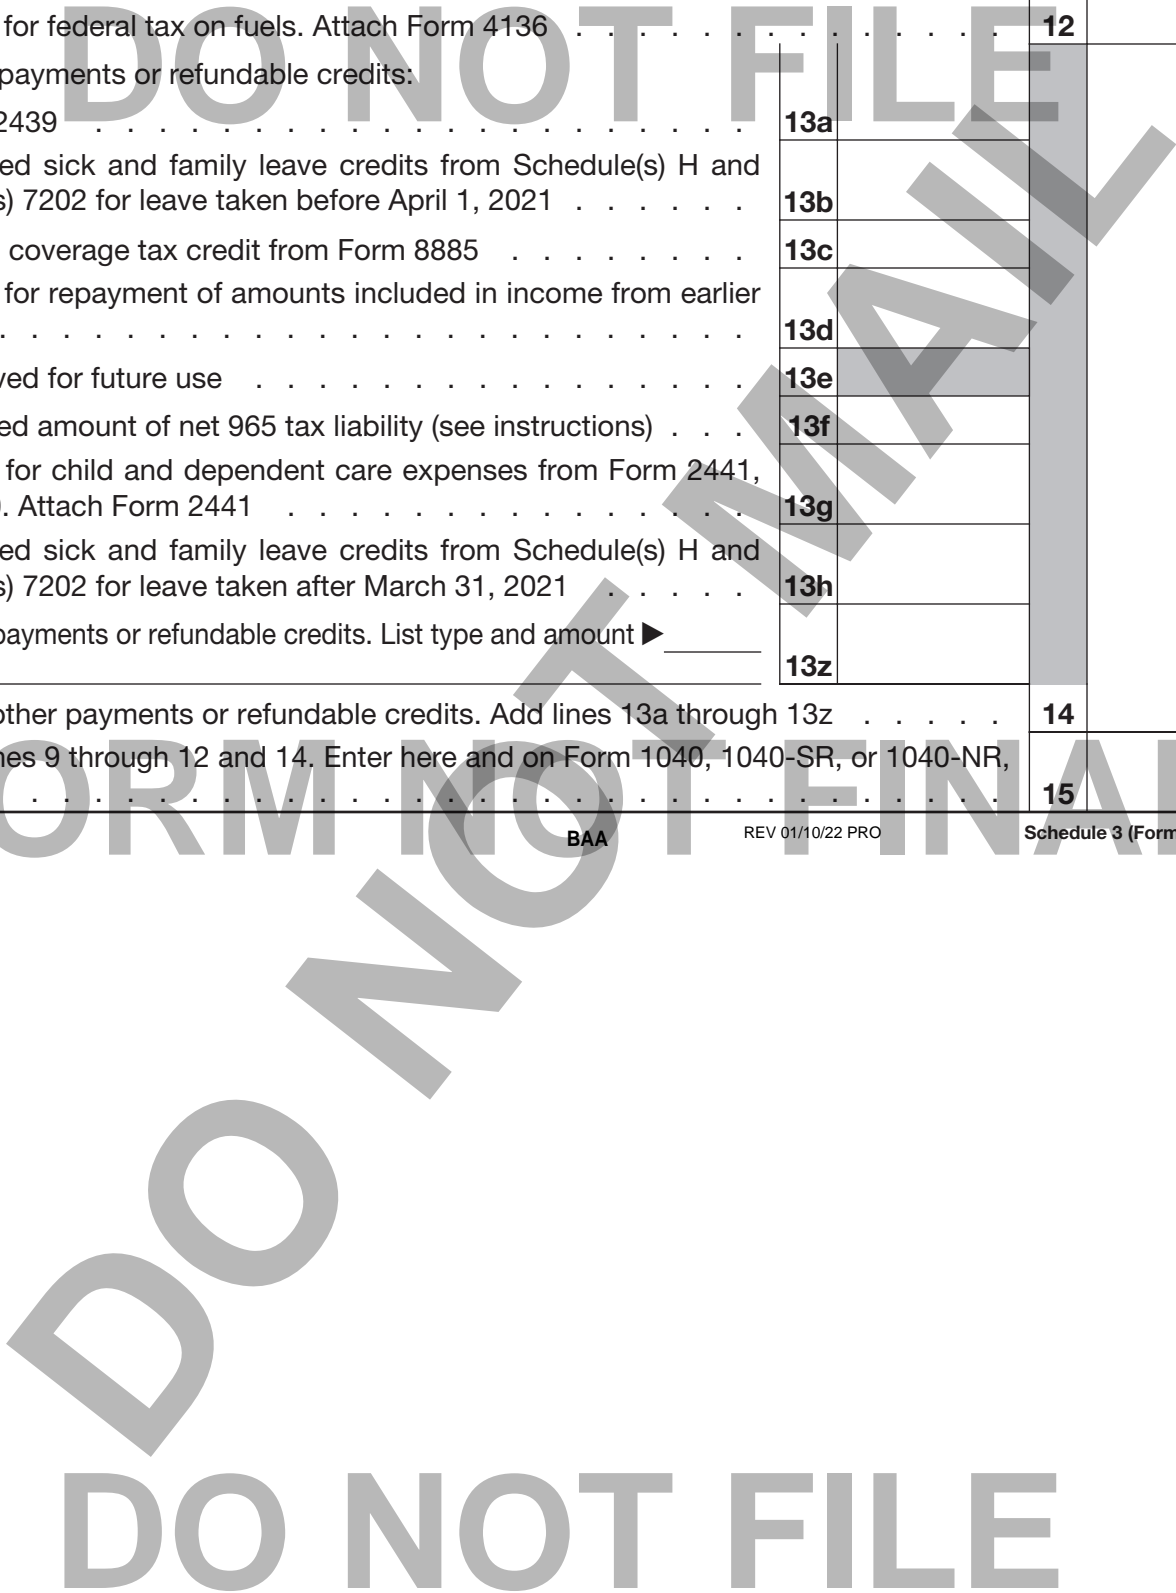 for federal tax on fuels. Attach Form 4136 . . . . . . . . . . . . . . 12
payments or refundable credits:
2439 . . . . . . . . . . . . . . . . . . . . . 13a
ed sick and family leave credits from Schedule(s) H and
s) 7202 for leave taken before April 1, 2021 . . . . . . 13b
coverage tax credit from Form 8885 . . . . . . . . 13c
for repayment of amounts included in income from earlier
. . . . . . . . . . . . . . . . . . . . . . . 13d
ved for future use . . . . . . . . . . . . . . . . 13e
ed amount of net 965 tax liability (see instructions) . . . 13f
for child and dependent care expenses from Form 2441,
. Attach Form 2441 . . . . . . . . . . . . . . . 13g
ed sick and family leave credits from Schedule(s) H and
s) 7202 for leave taken after March 31, 2021 . . . . . 13h
payments or refundable credits. List type and amount ▶
13z
other payments or refundable credits. Add lines 13a through 13z . . . . . 14
nes 9 through 12 and 14. Enter here and on Form 1040, 1040-SR, or 1040-NR,
. . . . . . . . . . . . . . . . . . . . . . . . . . . . . . . 15
BAA REV 01/10/22 PRO Schedule 3 (Form
DO NOT FILE
ORM NOT FINAL
DO NOT MAIL
DO NOT FILE